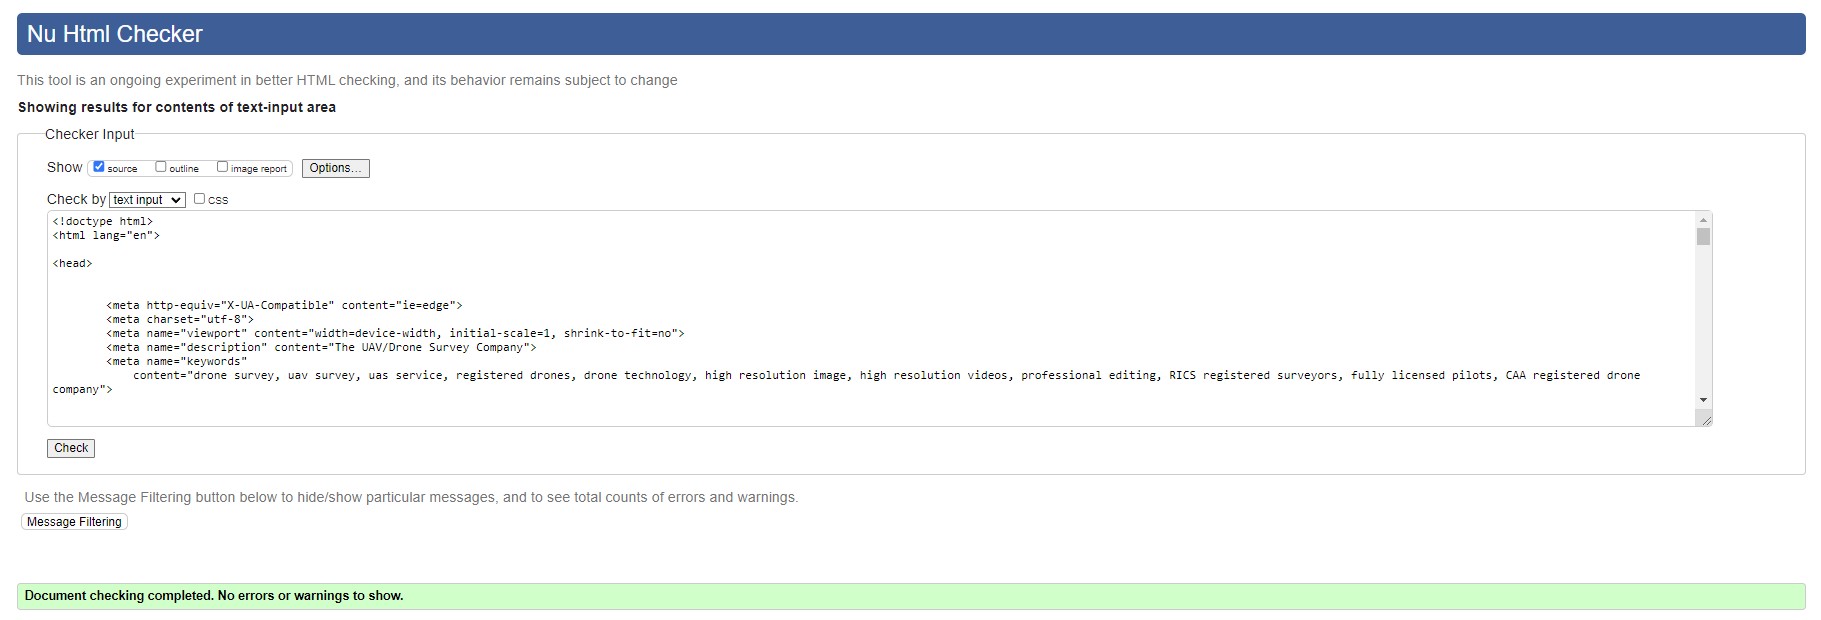 Nu Html Checker
This tool is an ongoing experiment in better HTML checking, and its behavior remains subject to change
Showing results for contents of text-input area
Checker Input
Show source outline image report Options...
Check by text input css
<!doctype html>
<html lang="en">
<head>
<meta http-equiv="X-UA-Compatible" content="ie=edge">
<meta charset="utf-8">
<meta name="viewport" content="width=device-width, initial-scale=1, shrink-to-fit=no">
<meta name="description" content="The UAV/Drone Survey Company">
<meta name="keywords"
content="drone survey, uav survey, uas service, registered drones, drone technology, high resolution image, high resolution videos, professional editing, RICS registered surveyors, fully licensed pilots, CAA registered drone
company">
Check
Use the Message Filtering button below to hide/show particular messages, and to see total counts of errors and warnings.
Message Filtering
Document checking completed. No errors or warnings to show.